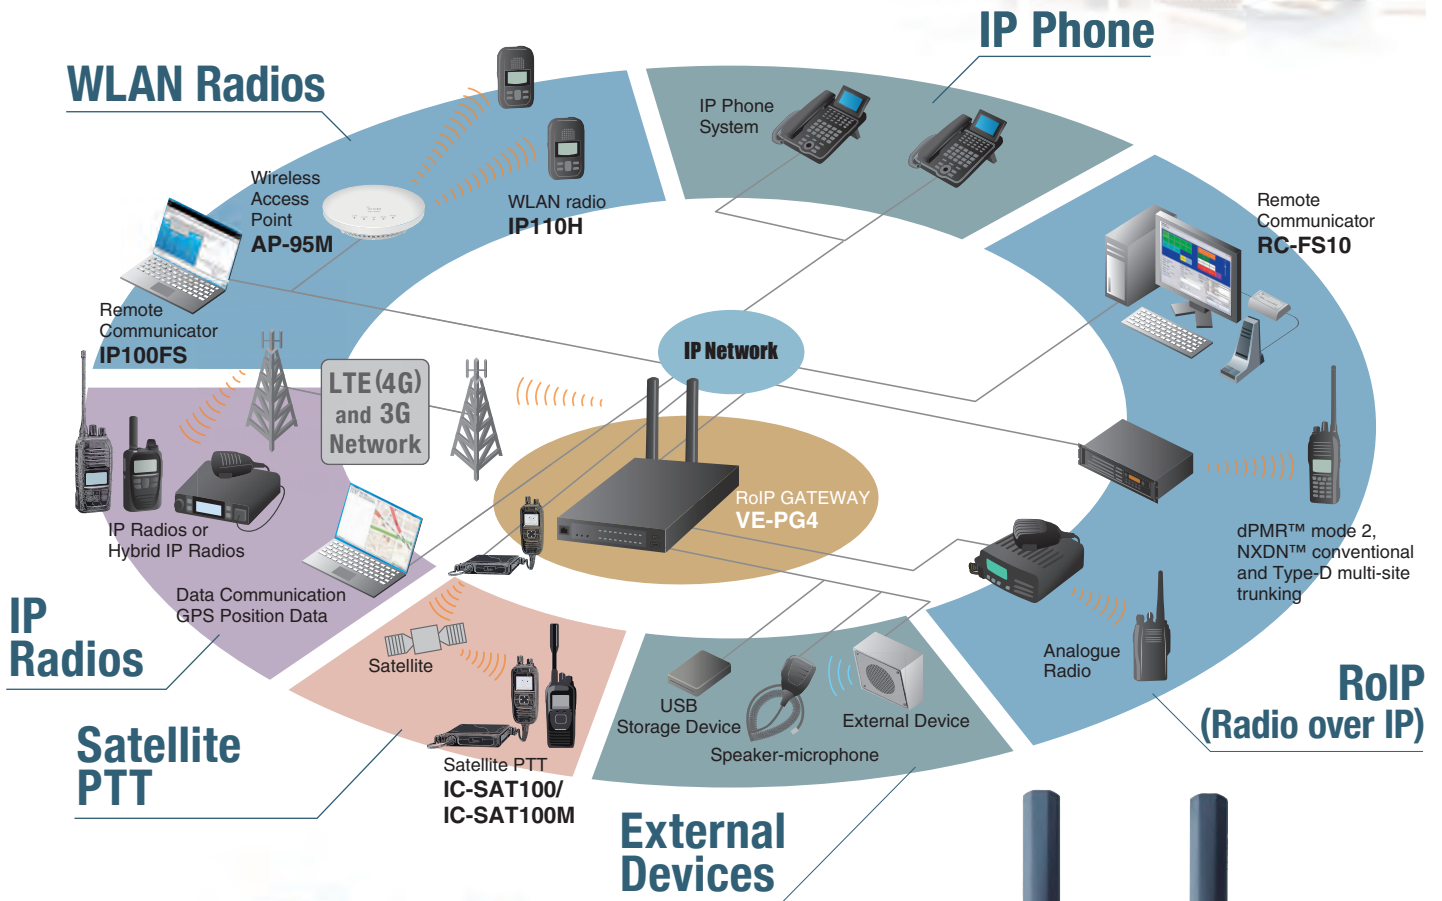 IP Phone
WLAN Radios
IP Phone
System
Wireless
Access
Point
AP-95M
WLAN radio
IP110H
Remote
Communicator
RC-FS10
Remote
Communicator
IP100FS
IP Network
LTE (4G)
and 3G
Network
RoIP GATEWAY
VE-PG4
IP Radios or
Hybrid IP Radios
Data Communication
GPS Position Data
dPMR™ mode 2,
NXDN™ conventional
and Type-D multi-site
trunking
IP
Radios
Satellite
Analogue
Radio
USB
Storage Device
External Device
Speaker-microphone
RoIP
(Radio over IP)
Satellite
PTT
Satellite PTT
IC-SAT100/
IC-SAT100M
External
Devices